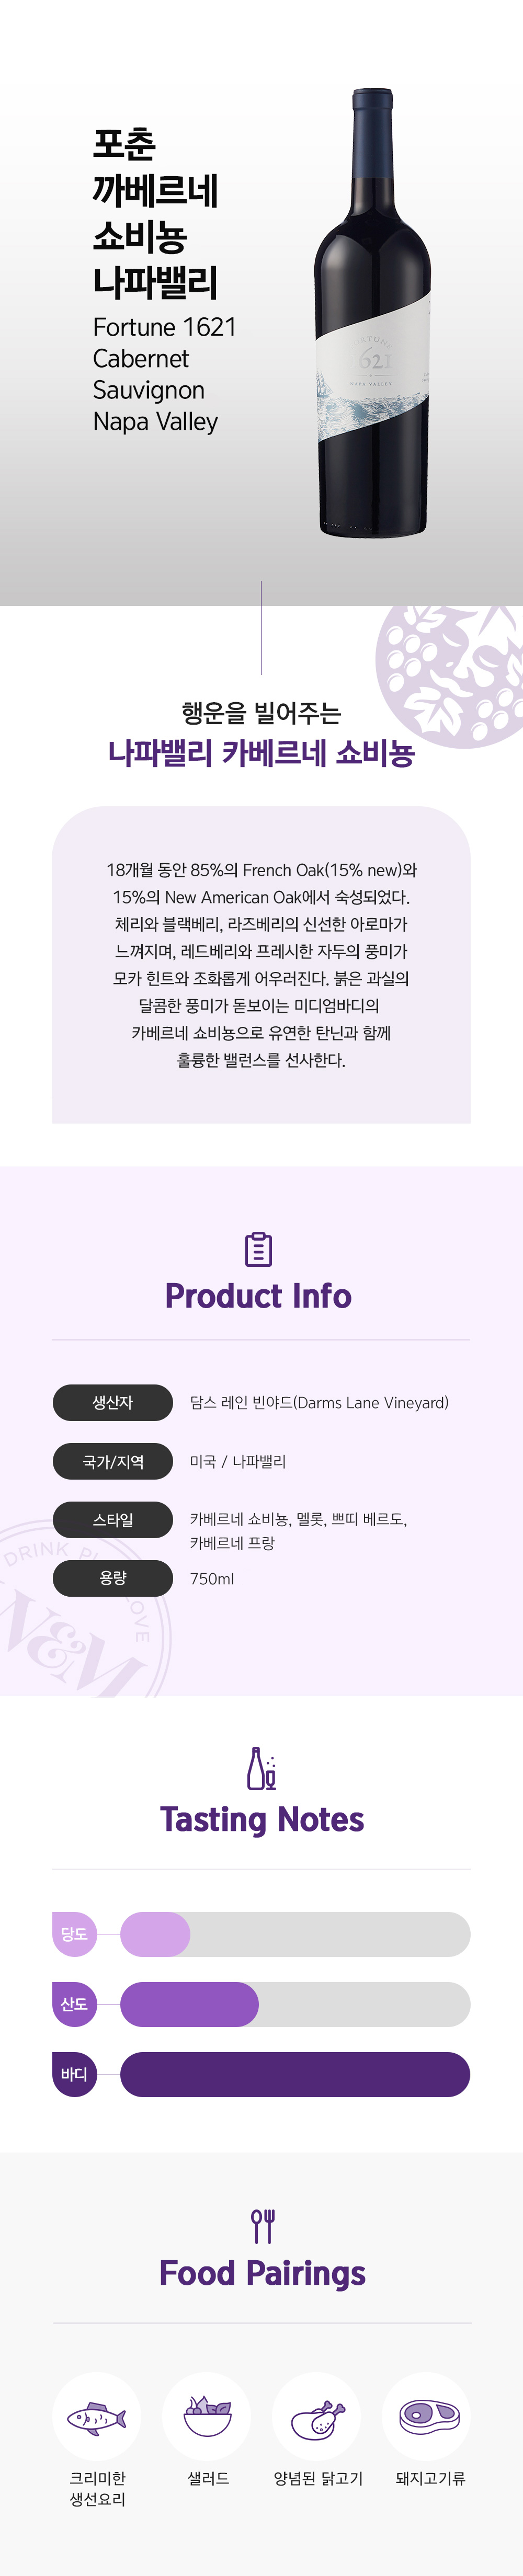 포춘
까베르네
쇼비뇽
나파밸리
Fortune 1621
Cabernet
Sauvignon
Napa Valley
FORTUNE
1621
NAPA VALLEY
행운을 빌어주는
나파밸리 카베르네 쇼비뇽
18개월 동안 85%의 French Oak(15% new)와
15%의 New American Oak에서 숙성되었다.
체리와 블랙베리, 라즈베리의 신선한 아로마가
느껴지며, 레드베리와 프레시한 자두의 풍미가
모카 힌트와 조화롭게 어우러진다. 붉은 과실의
달콤한 풍미가 돋보이는 미디엄바디의
카베르네 쇼비뇽으로 유연한 탄닌과 함께
훌륭한 밸런스를 선사한다.
Product Info
생산자 담스 레인 빈야드(Darms Lane Vineyard)
국가/지역 미국 / 나파밸리
스타일 카베르네 쇼비뇽, 멜롯, 쁘띠 베르도,
카베르네 프랑
용량 750ml
DRINK
LOVE
W&M
Tasting Notes
당도
산도
바디
Food Pairings
크리미한
생선요리
샐러드
양념된 닭고기
돼지고기류